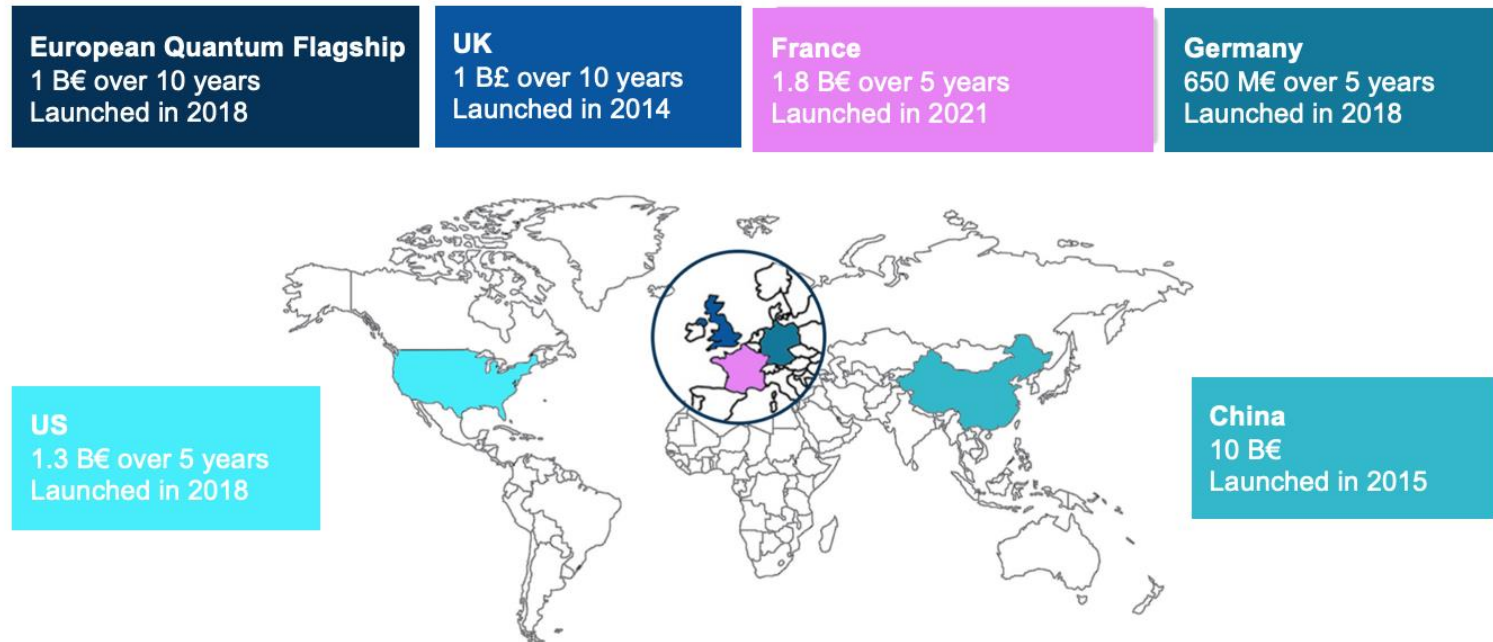 European Quantum Flagship
1 B€ over 10 years
Launched in 2018
UK
1 B£ over 10 years
Launched in 2014
France
1.8 B€ over 5 years
Launched in 2021
Germany
650 M€ over 5 years
Launched in 2018
US
1.3 B€ over 5 years
Launched in 2018
China
10 B€
Launched in 2015